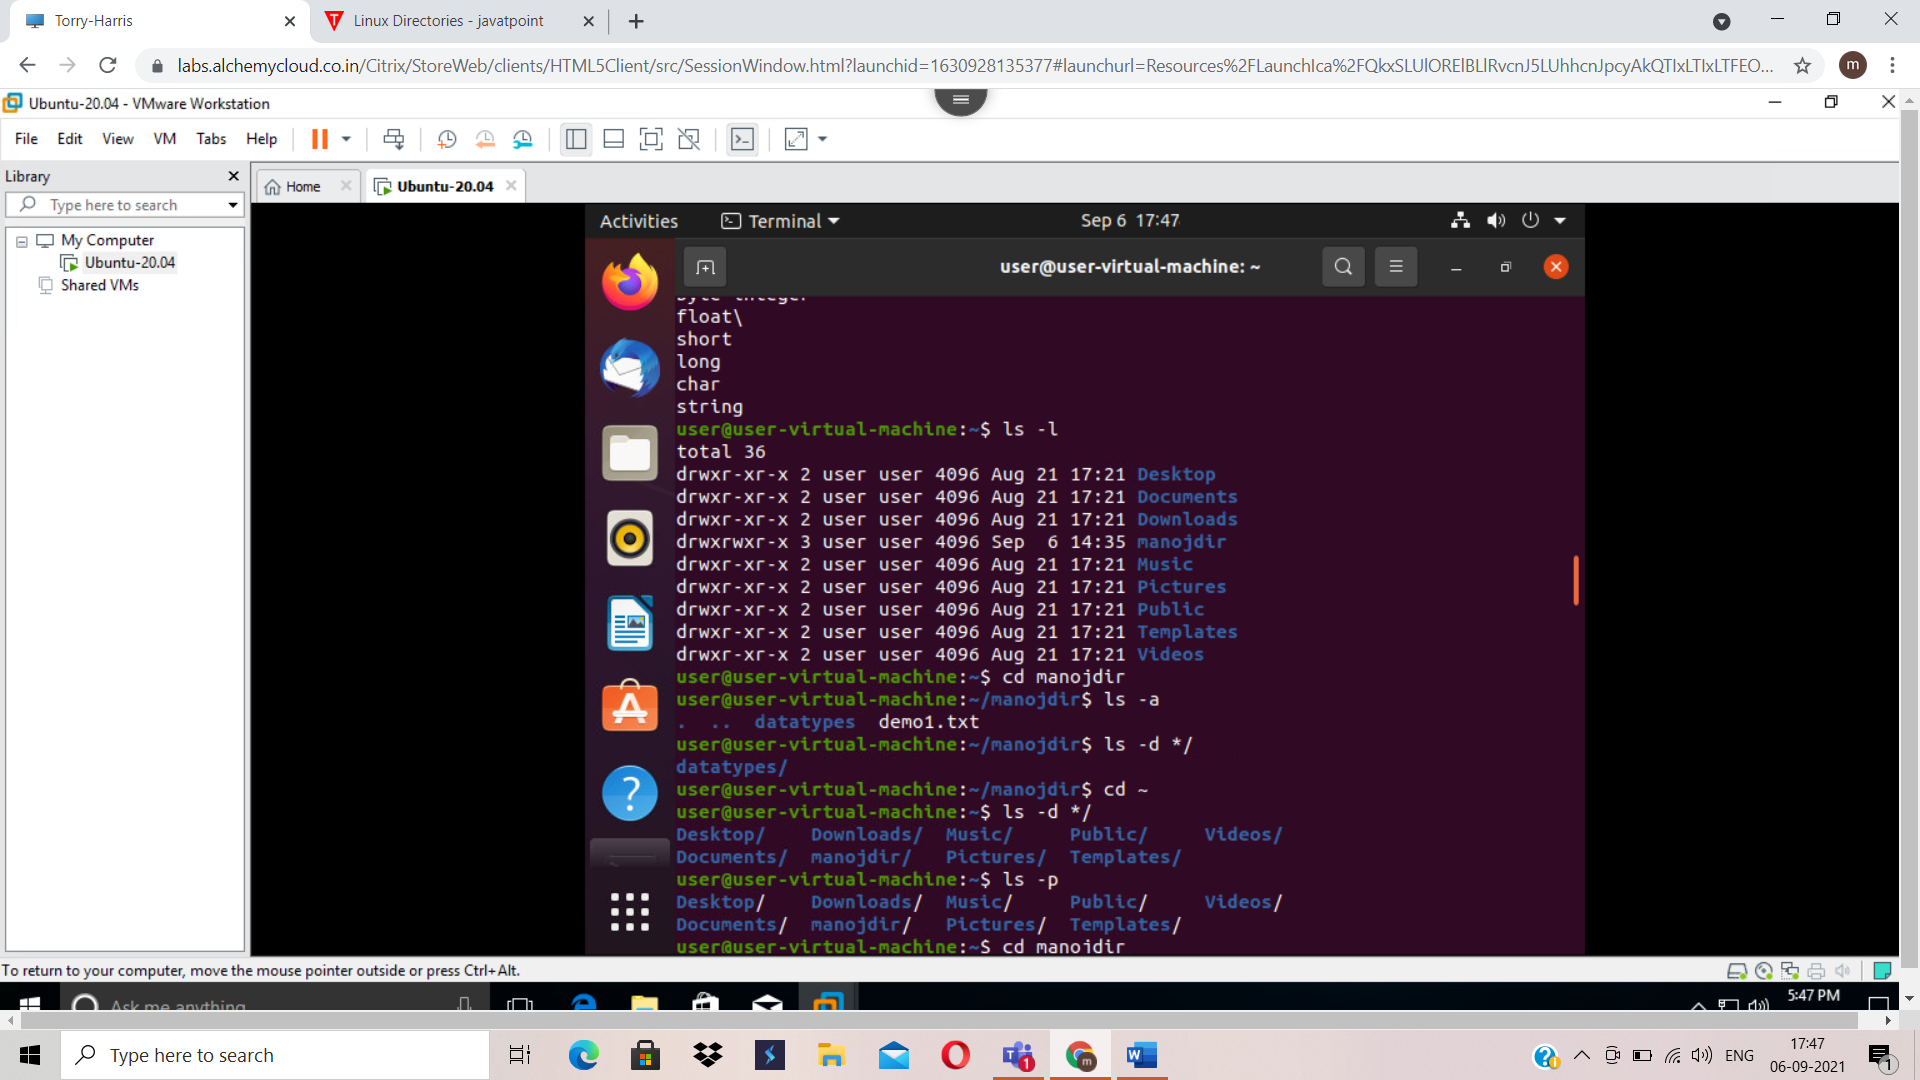 Torry-Harris
Linux Directories - javatpoint
labs.alchemycloud.co.in/Citrix/StoreWeb/clients/HTML5Client/src/SessionWindow.html?launchid=1630928135377#launchurl=Resources%2FLaunchIca%2F
m
Ubuntu-20.04 - VMware Workstation
File Edit View VM Tabs Help
Library
Home
Ubuntu-20.04
Type here to search
My Computer
Ubuntu-20.04
Shared VMs
Activities Terminal Sep 6 17:47
user@user-virtual-machine: ~
byte integer
float\
short
long
char
string
user@user-virtual-machine:~$ ls -l
total 36
drwxr-xr-x 2 user user 4096 Aug 21 17:21 Desktop
drwxr-xr-x 2 user user 4096 Aug 21 17:21 Documents
drwxr-xr-x 2 user user 4096 Aug 21 17:21 Downloads
drwxrwxr-x 3 user user 4096 Sep  6 14:35 manojdir
drwxr-xr-x 2 user user 4096 Aug 21 17:21 Music
drwxr-xr-x 2 user user 4096 Aug 21 17:21 Pictures
drwxr-xr-x 2 user user 4096 Aug 21 17:21 Public
drwxr-xr-x 2 user user 4096 Aug 21 17:21 Templates
drwxr-xr-x 2 user user 4096 Aug 21 17:21 Videos
user@user-virtual-machine:~$ cd manojdir
user@user-virtual-machine:~/manojdir$ ls -a
. .. datatypes demo1.txt
user@user-virtual-machine:~/manojdir$ ls -d */
datatypes/
user@user-virtual-machine:~/manojdir$ cd ~
user@user-virtual-machine:~$ ls -d */
Desktop/ Downloads/ Music/ Public/ Videos/
Documents/ manojdir/ Pictures/ Templates/
user@user-virtual-machine:~$ ls -p
Desktop/ Downloads/ Music/ Public/ Videos/
Documents/ manojdir/ Pictures/ Templates/
user@user-virtual-machine:~$ cd manojdir
To return to your computer, move the mouse pointer outside or press Ctrl+Alt.
Ask me anything
5:47 PM
Type here to search
1
W
m
ENG
17:47
06-09-2021
1